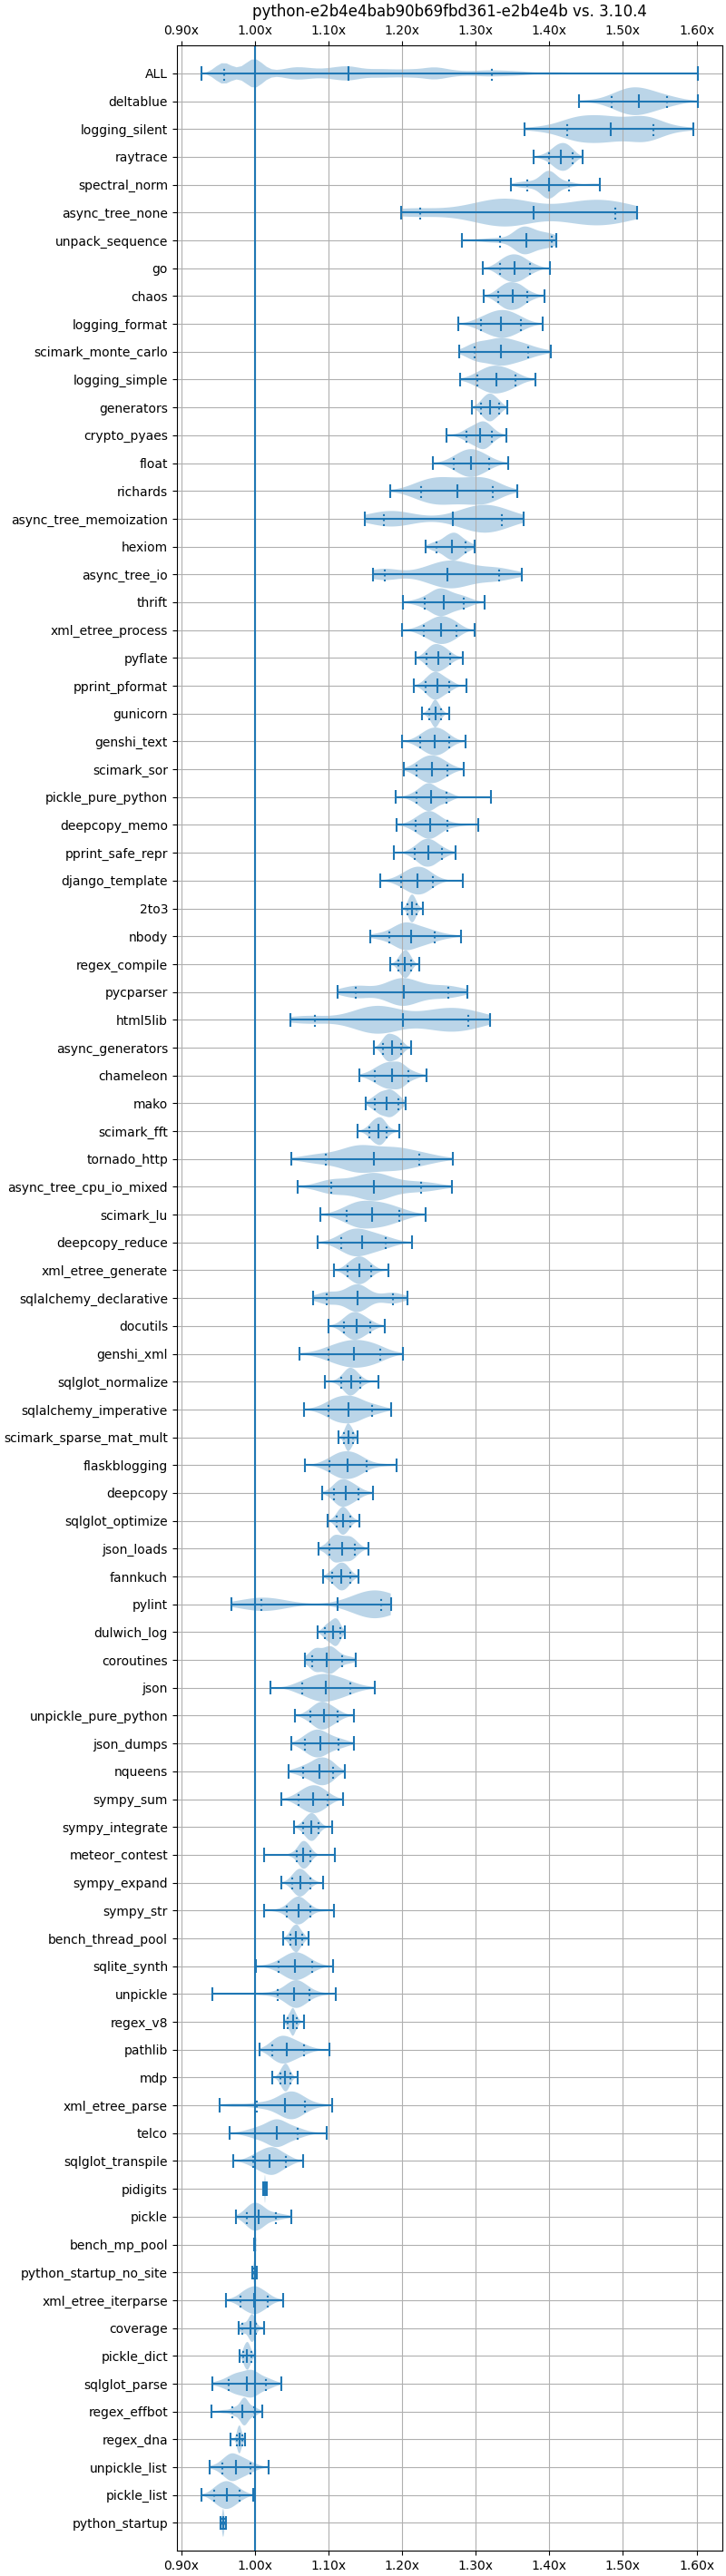 python-e2b4e4bab90b69fbd361-e2b4e4b vs. 3.10.4
0.90x 1.00x 1.10x 1.20x 1.30x 1.40x 1.50x 1.60x
ALL
deltablue
logging_silent
raytrace
spectral_norm
async_tree_none
unpack_sequence
go
chaos
logging_format
scimark_monte_carlo
logging_simple
generators
crypto_pyaes
float
richards
async_tree_memoization
hexiom
async_tree_io
thrift
xml_etree_process
pyflate
pprint_pformat
gunicorn
genshi_text
scimark_sor
pickle_pure_python
deepcopy_memo
pprint_safe_repr
django_template
2to3
nbody
regex_compile
pycparser
html5lib
async_generators
chameleon
mako
scimark_fft
tornado_http
async_tree_cpu_io_mixed
scimark_lu
deepcopy_reduce
xml_etree_generate
sqlalchemy_declarative
docutils
genshi_xml
sqlglot_normalize
sqlalchemy_imperative
scimark_sparse_mat_mult
flaskblogging
deepcopy
sqlglot_optimize
json_loads
fannkuch
pylint
dulwich_log
coroutines
json
unpickle_pure_python
json_dumps
nqueens
sympy_sum
sympy_integrate
meteor_contest
sympy_expand
sympy_str
bench_thread_pool
sqlite_synth
unpickle
regex_v8
pathlib
mdp
xml_etree_parse
telco
sqlglot_transpile
pidigits
pickle
bench_mp_pool
python_startup_no_site
xml_etree_iterparse
coverage
pickle_dict
sqlglot_parse
regex_effbot
regex_dna
unpickle_list
pickle_list
python_startup
0.90x 1.00x 1.10x 1.20x 1.30x 1.40x 1.50x 1.60x